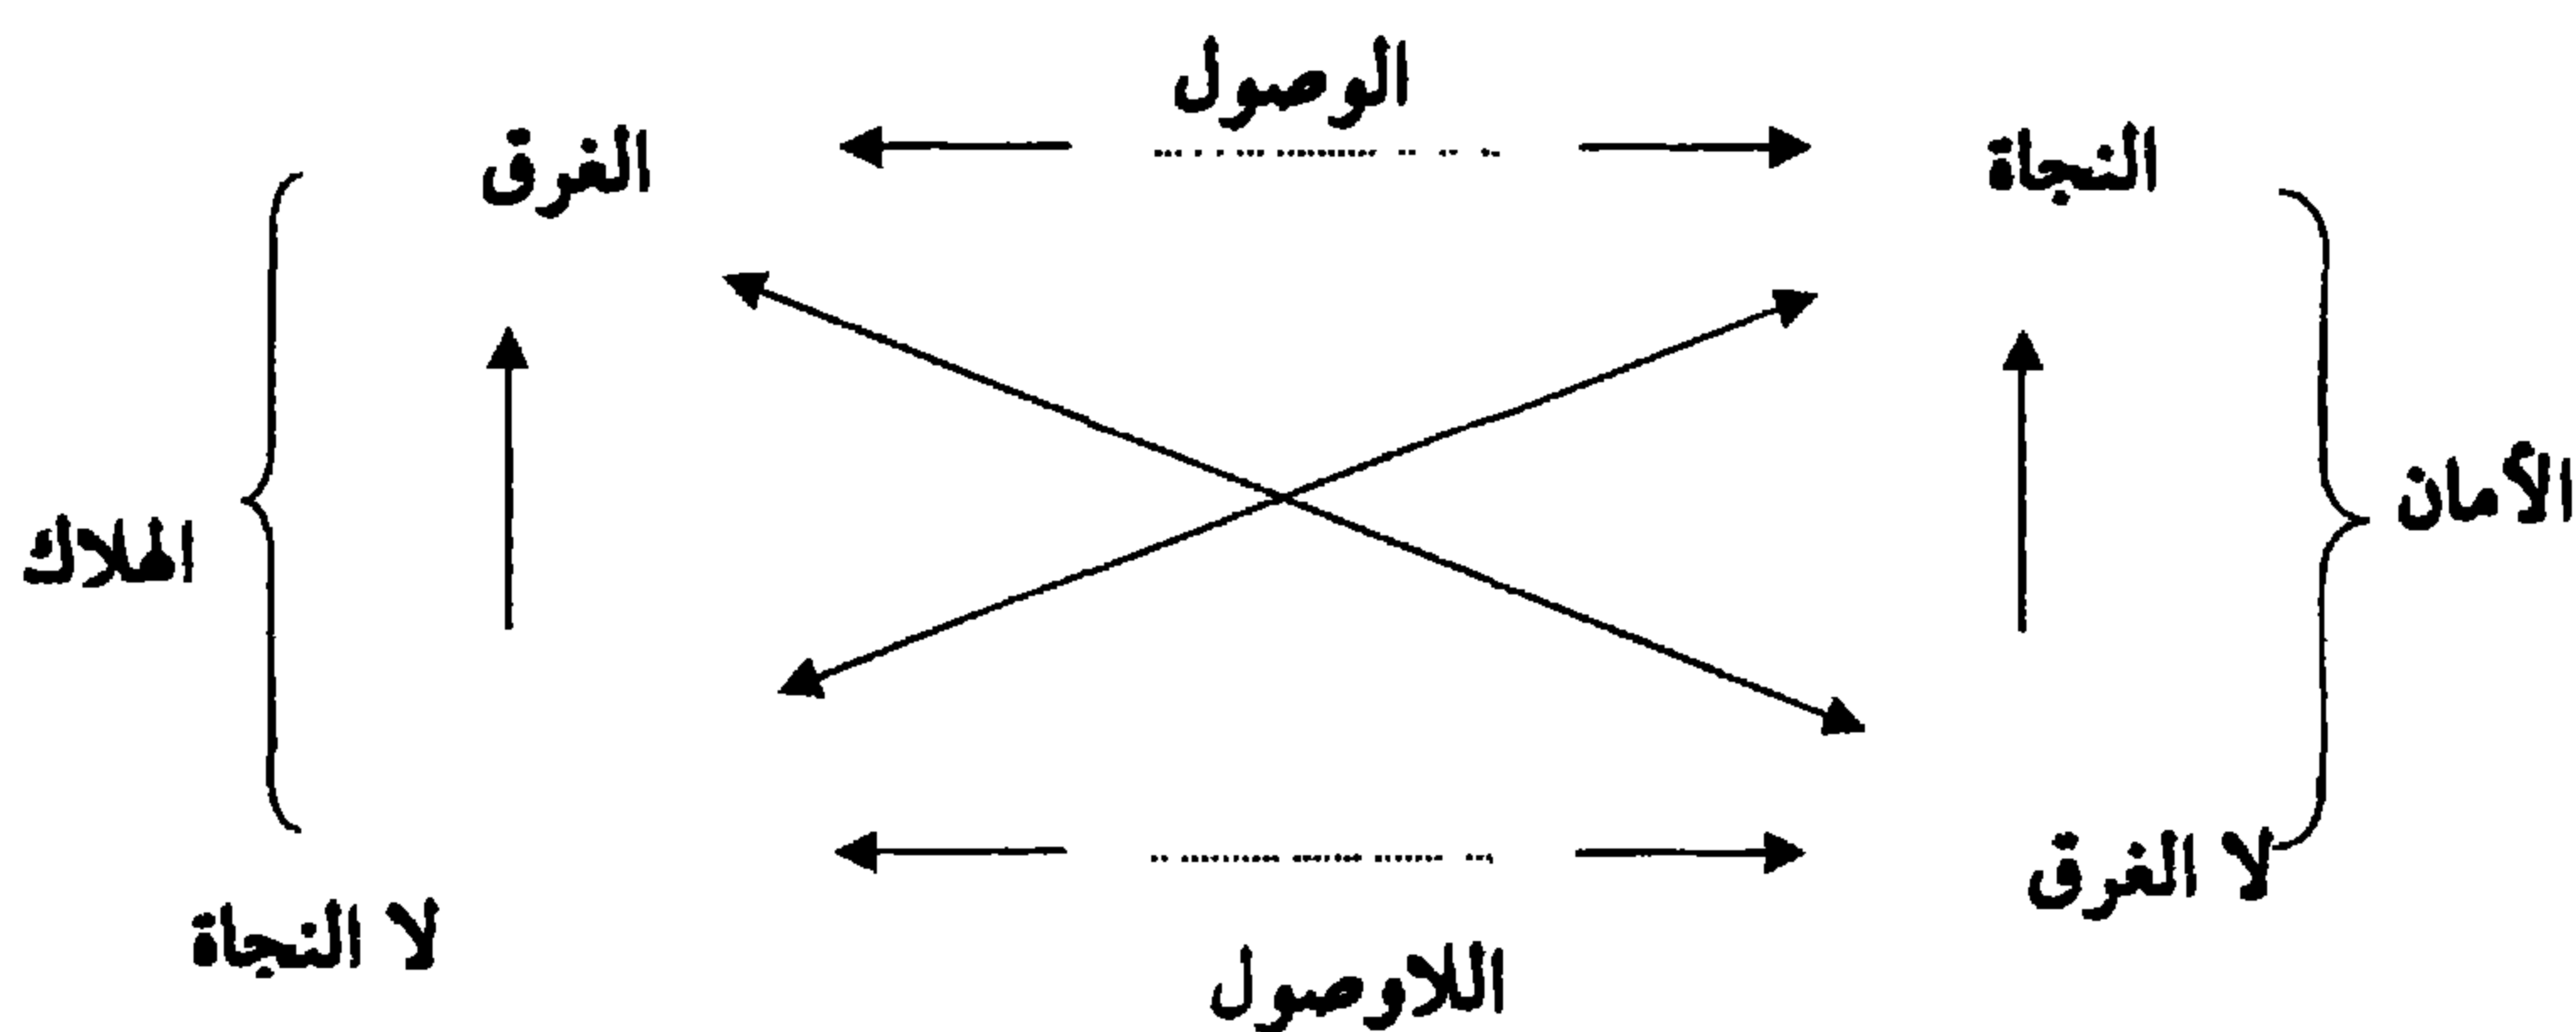 الوصول
النجاة
الغرق
الأمان
الهلاك
لا الغرق
لا النجاة
اللاوصول